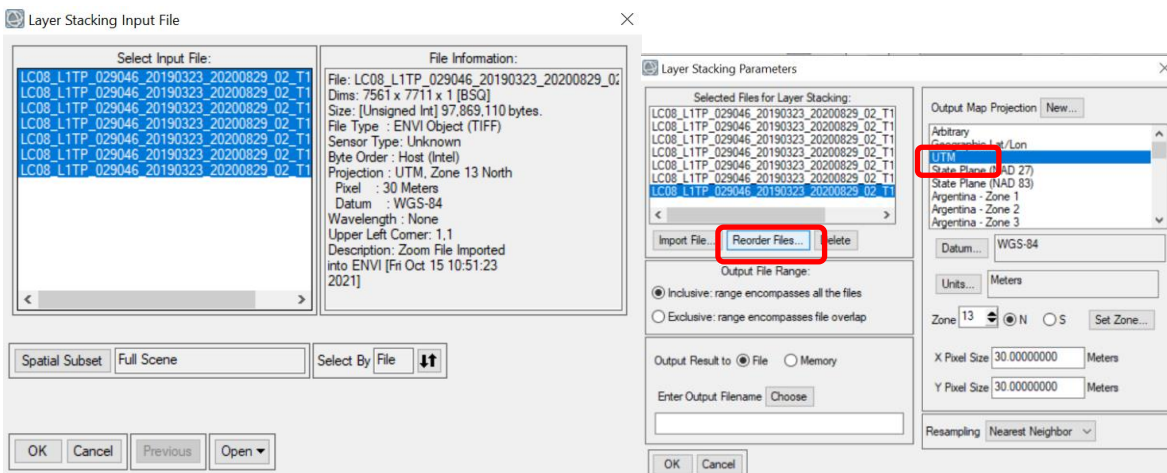 Layer Stacking Input File
Select Input File:
LC08_L1TP_029046_20190323_20200829_02_T1
LC08_L1TP_029046_20190323_20200829_02_T1
LC08_L1TP_029046_20190323_20200829_02_T1
LC08_L1TP_029046_20190323_20200829_02_T1
LC08_L1TP_029046_20190323_20200829_02_T1
LC08_L1TP_029046_20190323_20200829_02_T1
LC08_L1TP_029046_20190323_20200829_02_T1
File Information:
File: LC08_L1TP_029046_20190323_20200829_02
Dims: 7561 x 7711 x 1 [BSQ]
Size: [Unsigned Int] 97,869,110 bytes.
File Type : ENVI Object (TIFF)
Sensor Type: Unknown
Byte Order : Host (Intel)
Projection : UTM, Zone 13 North
Pixel : 30 Meters
Datum : WGS-84
Wavelength : None
Upper Left Corner: 1,1
Description: Zoom File Imported
into ENVI [Fri Oct 15 10:51:23
2021]
Spatial Subset Full Scene
Select By File
OK Cancel Previous Open
Layer Stacking Parameters
Selected Files for Layer Stacking:
LC08_L1TP_029046_20190323_20200829_02_T1
LC08_L1TP_029046_20190323_20200829_02_T1
LC08_L1TP_029046_20190323_20200829_02_T1
LC08_L1TP_029046_20190323_20200829_02_T1
LC08_L1TP_029046_20190323_20200829_02_T1
LC08_L1TP_029046_20190323_20200829_02_T1
LC08_L1TP_029046_20190323_20200829_02_T1
Import File... Reorder Files... Delete
Output File Range:
Inclusive: range encompasses all the files
Exclusive: range encompasses file overlap
Output Result to File Memory
Enter Output Filename Choose
OK Cancel
Output Map Projection New...
Arbitrary
Geographic Lat/Lon
UTM
State Plane (NAD 27)
State Plane (NAD 83)
Argentina - Zone 1
Argentina - Zone 2
Argentina - Zone 3
Datum... WGS-84
Units... Meters
Zone 13 N S Set Zone...
X Pixel Size 30.00000000 Meters
Y Pixel Size 30.00000000 Meters
Resampling Nearest Neighbor